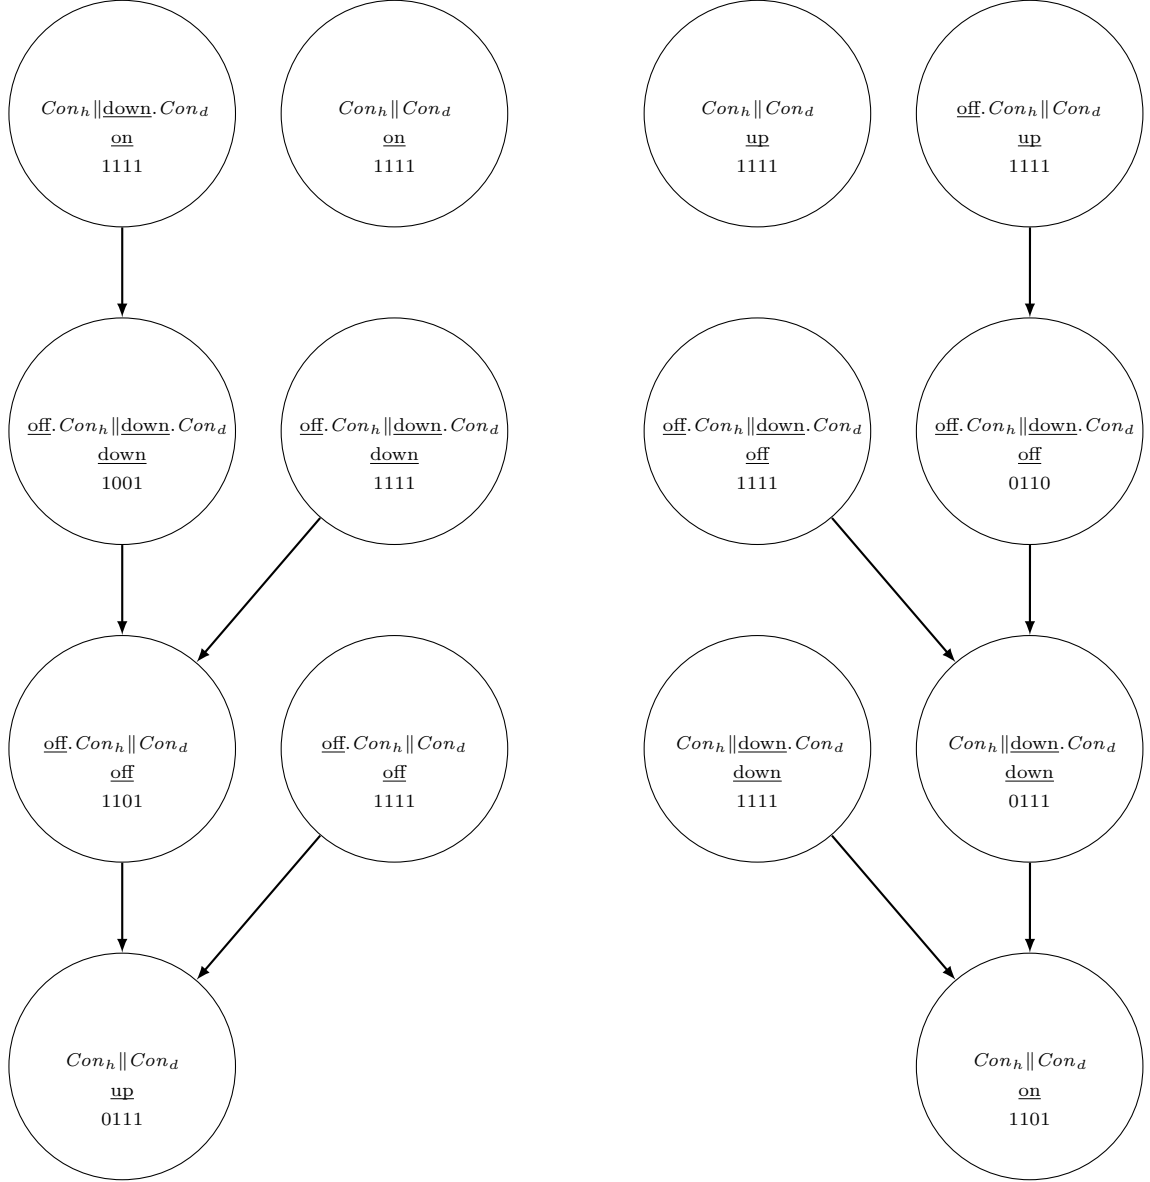 Con_h‖down.Con_d
on
1111
Con_h‖Con_d
on
1111
Con_h‖Con_d
up
1111
off.Con_h‖Con_d
up
1111
off.Con_h‖down.Con_d
down
1001
off.Con_h‖down.Con_d
down
1111
off.Con_h‖down.Con_d
off
1111
off.Con_h‖down.Con_d
off
0110
off.Con_h‖Con_d
off
1101
off.Con_h‖Con_d
off
1111
Con_h‖down.Con_d
down
1111
Con_h‖down.Con_d
down
0111
Con_h‖Con_d
up
0111
Con_h‖Con_d
on
1101